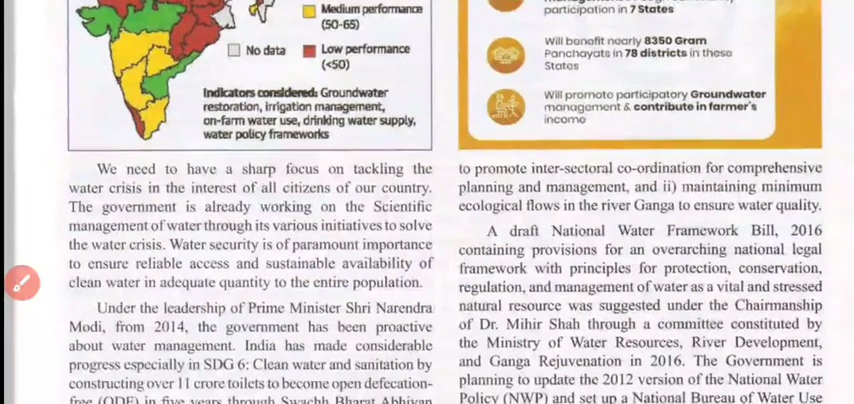 Medium performance
(50-65)
No data
Low performance
(<50)
Indicators considered: Groundwater
restoration, irrigation management,
on-farm water use, drinking water supply,
water policy frameworks
We need to have a sharp focus on tackling the
water crisis in the interest of all citizens of our country.
The government is already working on the Scientific
management of water through its various initiatives to solve
the water crisis. Water security is of paramount importance
to ensure reliable access and sustainable availability of
clean water in adequate quantity to the entire population.
Under the leadership of Prime Minister Shri Narendra
Modi, from 2014, the government has been proactive
about water management. India has made considerable
progress especially in SDG 6: Clean water and sanitation by
constructing over 11 crore toilets to become open defecation-
free (ODF) in five years through Swachh Bharat Abhiyan
participation in 7 States
Will benefit nearly 8350 Gram
Panchayats in 78 districts in these
States
Will promote participatory Groundwater
management & contribute in farmer's
income
to promote inter-sectoral co-ordination for comprehensive
planning and management, and ii) maintaining minimum
ecological flows in the river Ganga to ensure water quality.
A draft National Water Framework Bill, 2016
containing provisions for an overarching national legal
framework with principles for protection, conservation,
regulation, and management of water as a vital and stressed
natural resource was suggested under the Chairmanship
of Dr. Mihir Shah through a committee constituted by
the Ministry of Water Resources, River Development,
and Ganga Rejuvenation in 2016. The Government is
planning to update the 2012 version of the National Water
Policy (NWP) and set up a National Bureau of Water Use